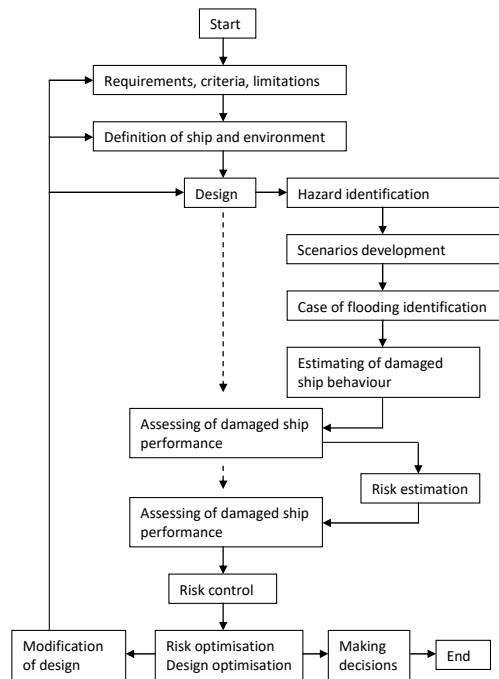 Start
Requirements, criteria, limitations
Definition of ship and environment
Design
Hazard identification
Scenarios development
Case of flooding identification
Estimating of damaged
ship behaviour
Assessing of damaged ship
performance
Risk estimation
Assessing of damaged ship
performance
Risk control
Modification
of design
Risk optimisation
Design optimisation
Making
decisions
End